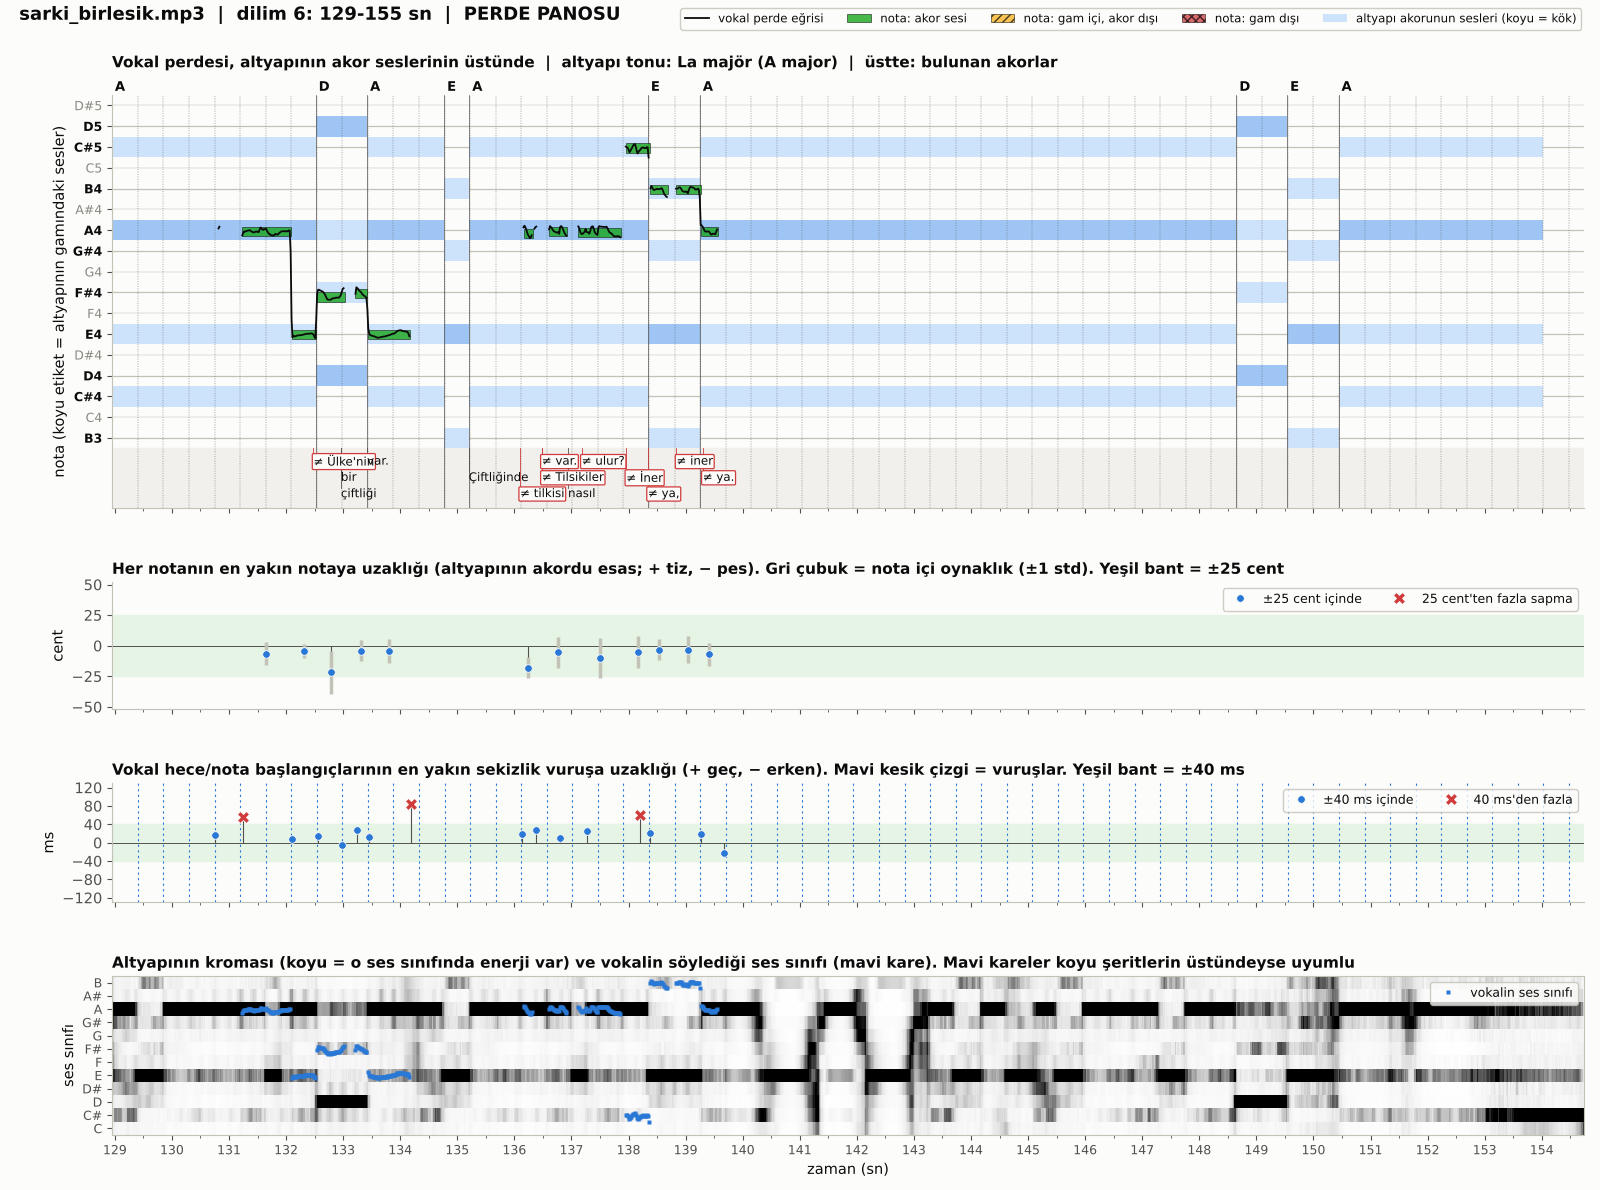 sarki_birlesik.mp3 | dilim 6: 129-155 sn | PERDE PANOSU
vokal perde eğrisi
nota: akor sesi
nota: gam içi, akor dışı
nota: gam dışı
altyapı akorunun sesleri (koyu = kök)
Vokal perdesi, altyapının akor seslerinin üstünde | altyapı tonu: La majör (A major) | üstte: bulunan akorlar
A D A E A E A D E A
nota (koyu etiket = altyapının gamındaki sesler)
D#5
D5
C#5
C5
B4
A#4
A4
G#4
G4
F#4
F4
E4
D#4
D4
C#4
C4
B3
≠ Ülke'nin var. ≠ var. ≠ ulur? ≠ iner
bir Çiftliğinde ≠ Tilsikiler ≠ İner ≠ ya.
çiftliği ≠ tilkisi nasıl ≠ ya,
Her notanın en yakın notaya uzaklığı (altyapının akordu esas; + tiz, − pes). Gri çubuk = nota içi oynaklık (±1 std). Yeşil bant = ±25 cent
±25 cent içinde
25 cent'ten fazla sapma
cent
50
25
0
−25
−50
Vokal hece/nota başlangıçlarının en yakın sekizlik vuruşa uzaklığı (+ geç, − erken). Mavi kesik çizgi = vuruşlar. Yeşil bant = ±40 ms
±40 ms içinde
40 ms'den fazla
ms
120
80
40
0
−40
−80
−120
Altyapının kroması (koyu = o ses sınıfında enerji var) ve vokalin söylediği ses sınıfı (mavi kare). Mavi kareler koyu şeritlerin üstündeyse uyumlu
vokalin ses sınıfı
ses sınıfı
B
A#
A
G#
G
F#
F
E
D#
D
C#
C
129 130 131 132 133 134 135 136 137 138 139 140 141 142 143 144 145 146 147 148 149 150 151 152 153 154
zaman (sn)